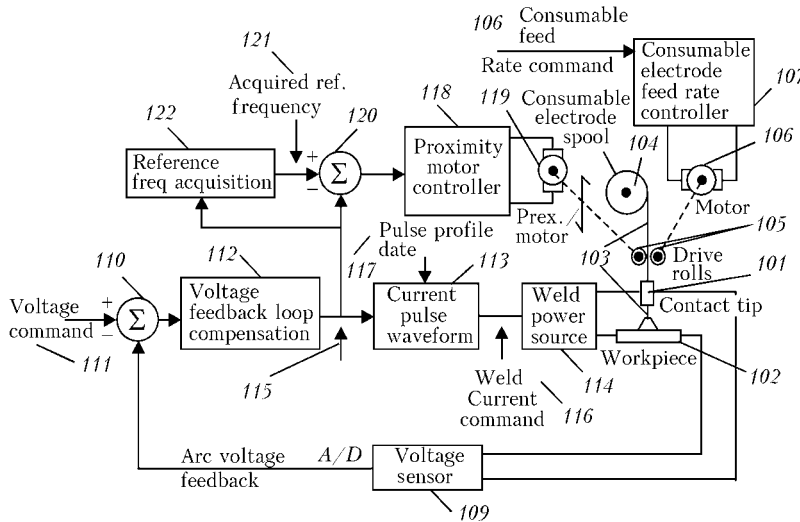 106
Consumable
feed
Rate command
Consumable
electrode
feed rate
controller
107
121
Acquired ref.
frequency
122
120
118
119
Consumable
electrode
spool
104
106
Reference
freq acquisition
+
−
Σ
Proximity
motor
controller
Motor
Prex.
motor
103
105
Drive
rolls
101
Contact tip
Pulse profile
date
117
110
112
113
Voltage
command
+
−
111
Σ
Voltage
feedback loop
compensation
Current
pulse
waveform
Weld
power
source
Workpiece
102
115
Weld
Current
command
114
116
Arc voltage
feedback
A/D
Voltage
sensor
109